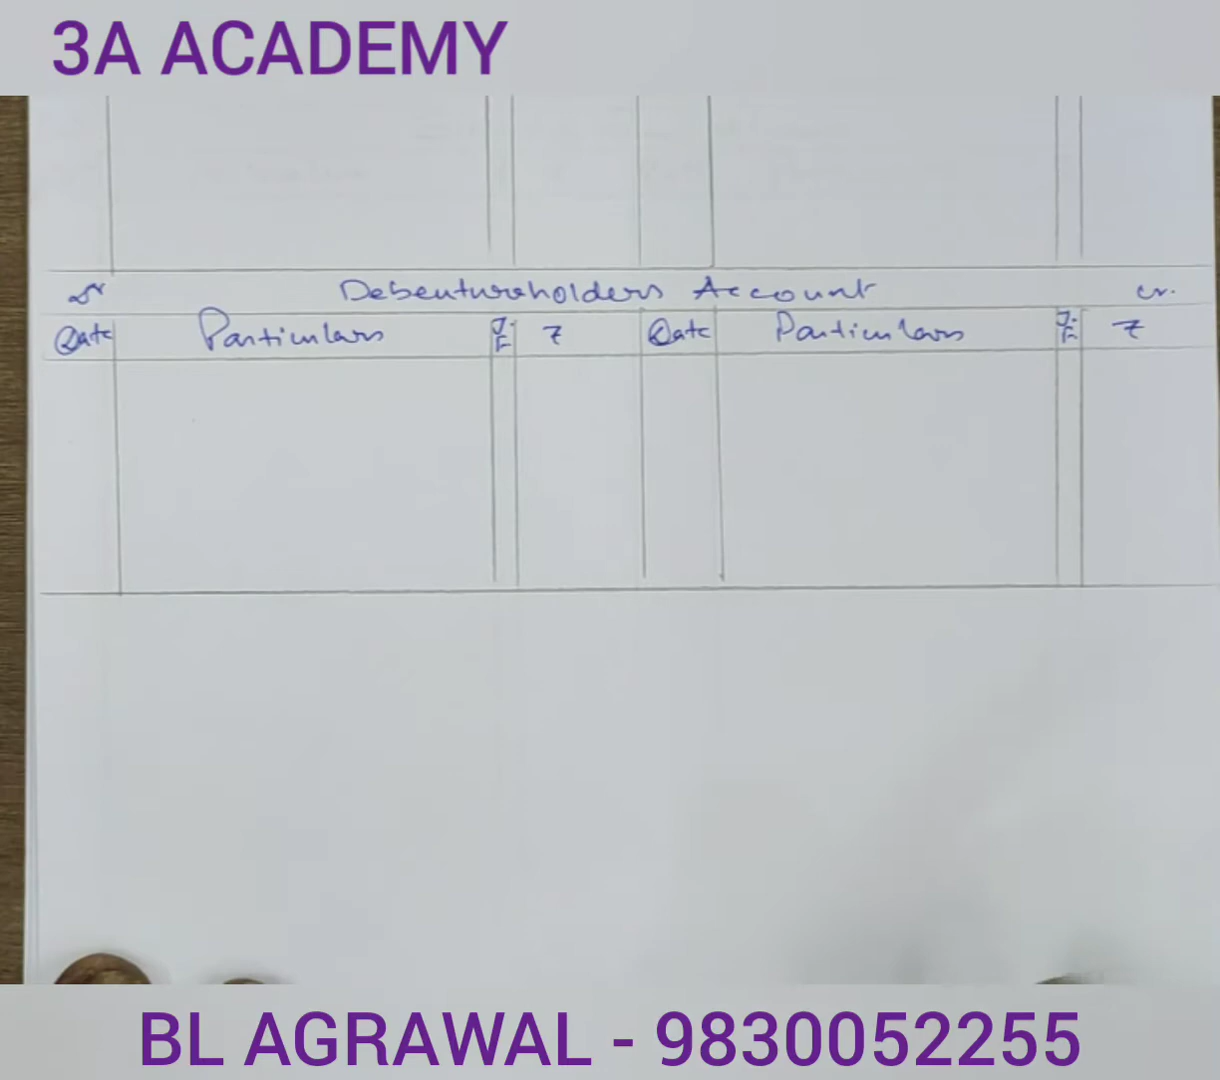 3A ACADEMY
Dr Debentureholders Account Cr.
Date Particulars J.F. ₹ Date Particulars J.F. ₹
BL AGRAWAL - 9830052255